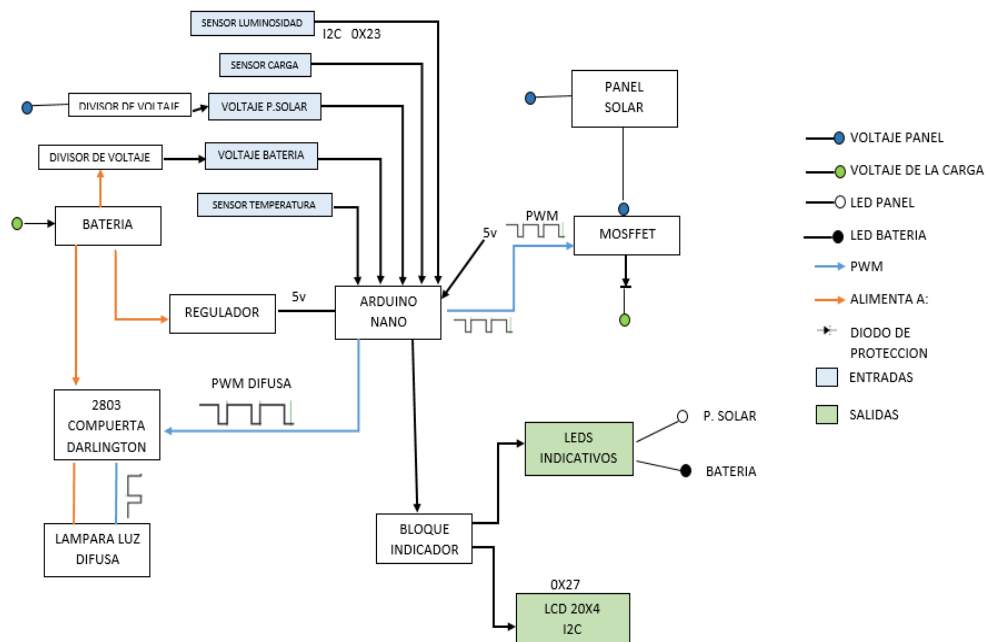 SENSOR LUMINOSIDAD
I2C 0X23
SENSOR CARGA
DIVISOR DE VOLTAJE
VOLTAJE P.SOLAR
PANEL
SOLAR
DIVISOR DE VOLTAJE
VOLTAJE BATERIA
SENSOR TEMPERATURA
BATERIA
PWM
5v
MOSFFET
REGULADOR
5v
ARDUINO
NANO
PWM DIFUSA
2803
COMPUERTA
DARLINGTON
LAMPARA LUZ
DIFUSA
BLOQUE
INDICADOR
LEDS
INDICATIVOS
P. SOLAR
BATERIA
0X27
LCD 20X4
I2C
VOLTAJE PANEL
VOLTAJE DE LA CARGA
LED PANEL
LED BATERIA
PWM
ALIMENTA A:
DIODO DE
PROTECCION
ENTRADAS
SALIDAS